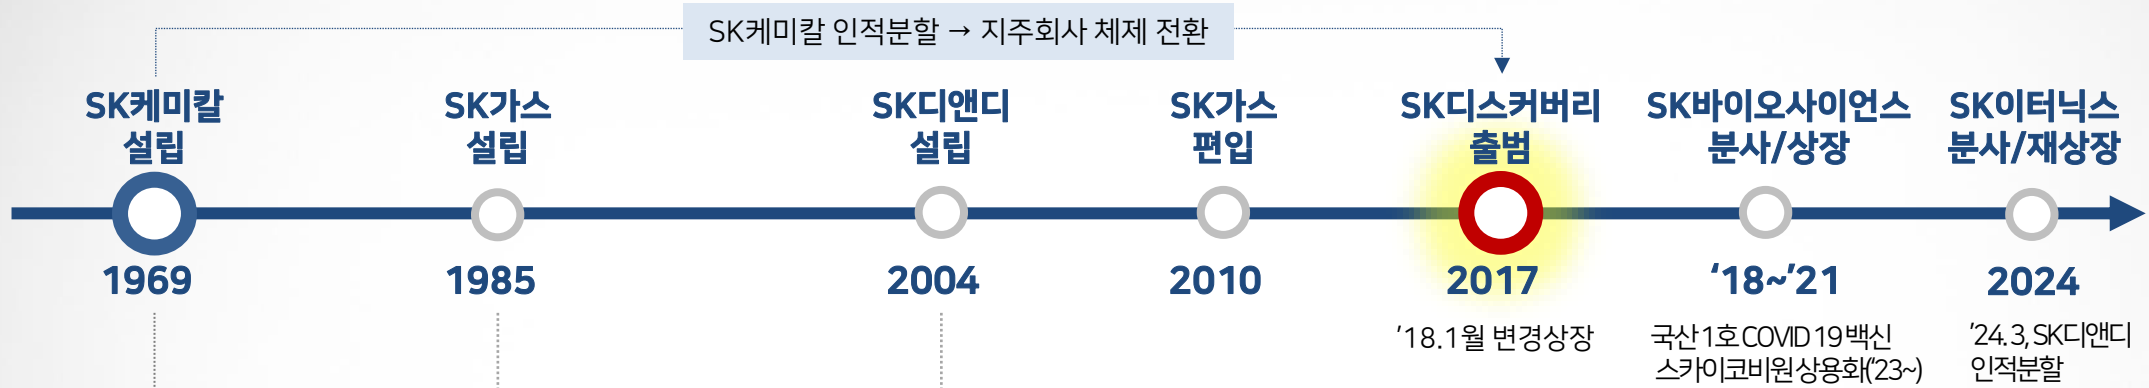 SK케미칼 인적분할 → 지주회사 체제 전환
SK케미칼
설립
SK가스
설립
SK디앤디
설립
SK가스
편입
SK디스커버리
출범
SK바이오사이언스
분사/상장
SK이터닉스
분사/재상장
1969
1985
2004
2010
2017
‘18~’21
2024
’18.1월 변경상장
국산 1호 COVID 19 백신
스카이코비원 상용화(“23~)
’24. 3, SK디앤디
인적분할